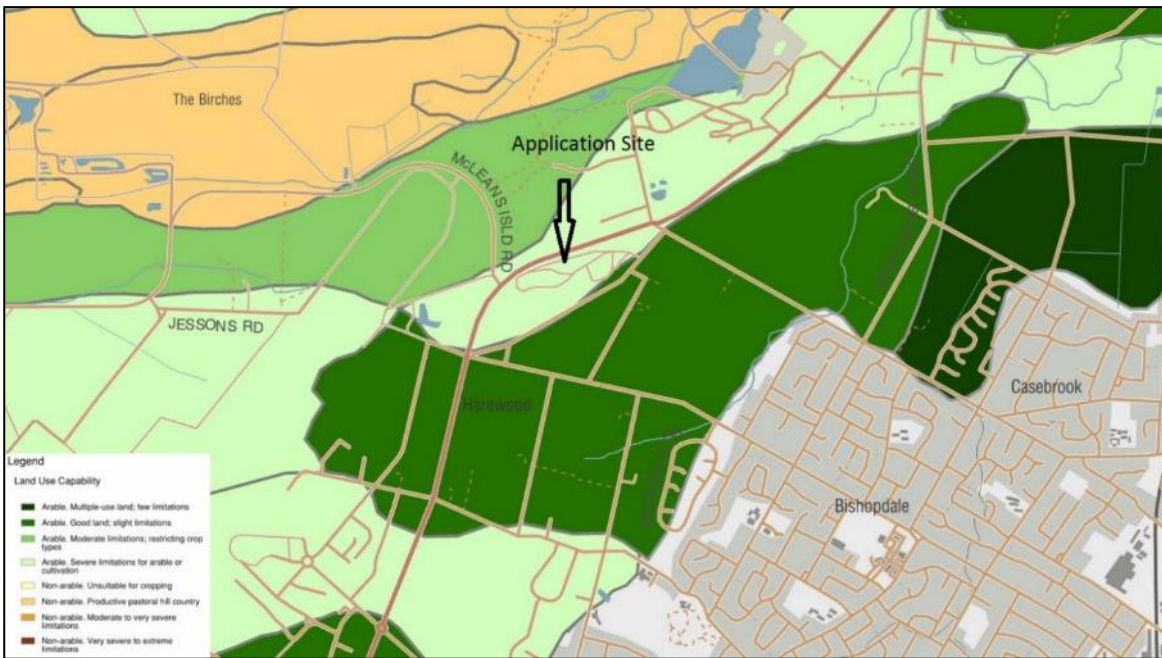 The Birches
Application Site
McLEANS ISLD RD
JESSONS RD
Harewood
Casebrook
Bishopdale
Legend
Land Use Capability
Arable. Multiple-use land; few limitations
Arable. Good land; slight limitations
Arable. Moderate limitations; restricting crop
types
Arable. Severe limitations for arable or
cultivation
Non-arable. Unsuitable for cropping
Non-arable. Productive pastoral hill country
Non-arable. Moderate to very severe
limitations
Non-arable. Very severe to extreme
limitations